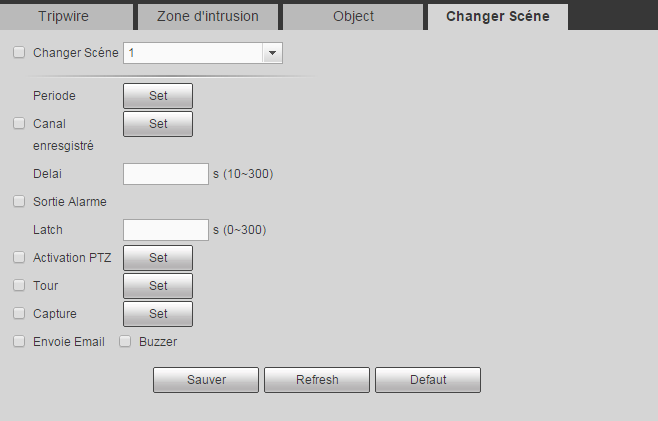 Tripwire Zone d'intrusion Object Changer Scéne
Changer Scéne 1
Periode Set
Canal Set
enresgistré
Delai s (10~300)
Sortie Alarme
Latch s (0~300)
Activation PTZ Set
Tour Set
Capture Set
Envoie Email Buzzer
Sauver Refresh Defaut